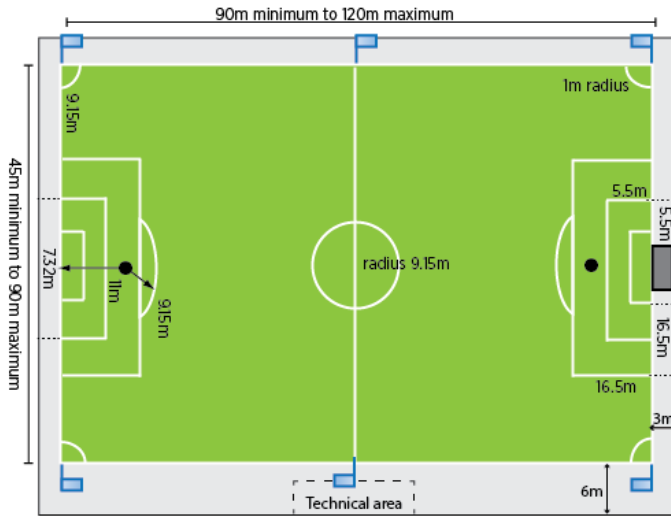 90m minimum to 120m maximum
1m radius
9.15m
45m minimum to 90m maximum
5.5m
5.5m
7.32m
11m
9.15m
radius 9.15m
16.5m
16.5m
3m
6m
Technical area